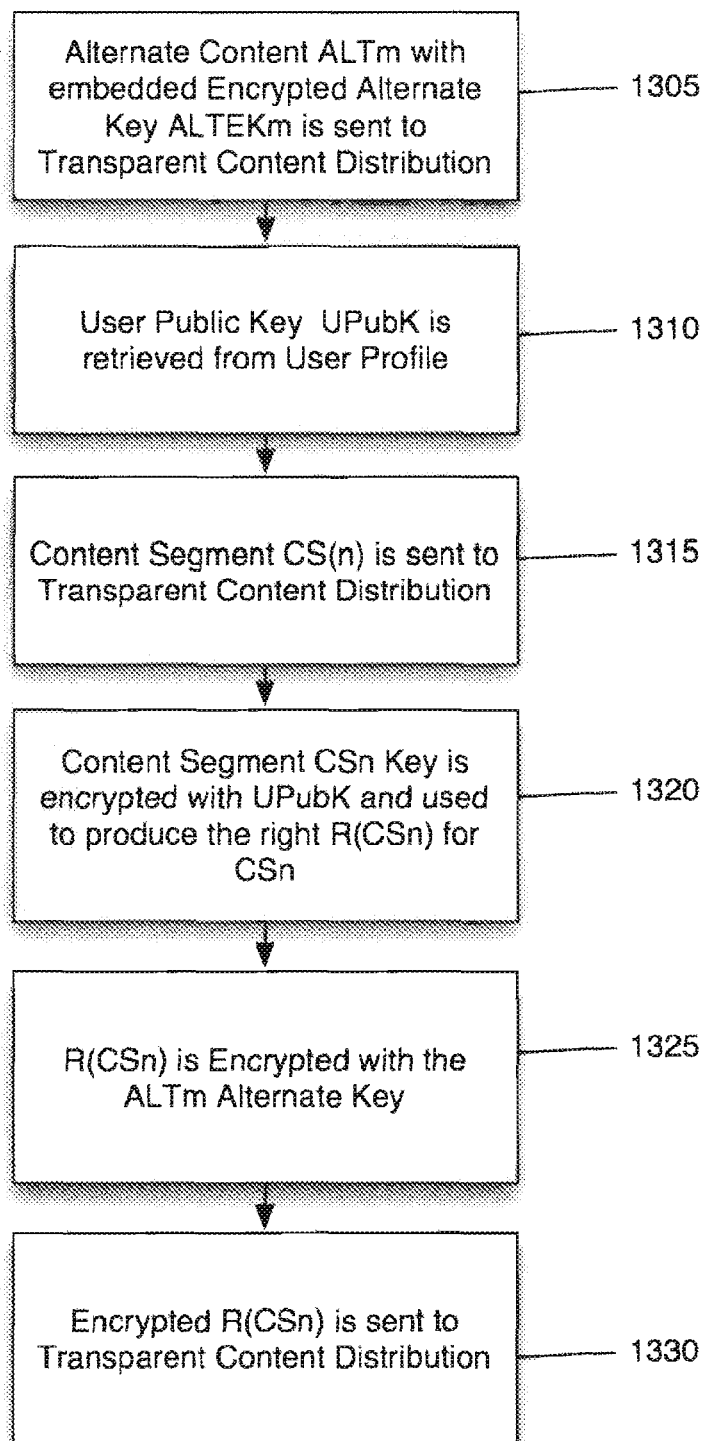 Alternate Content ALTm with
embedded Encrypted Alternate
Key ALTEKm is sent to
Transparent Content Distribution
1305
User Public Key UPubK is
retrieved from User Profile
1310
Content Segment CS(n) is sent to
Transparent Content Distribution
1315
Content Segment CSn Key is
encrypted with UPubK and used
to produce the right R(CSn) for
CSn
1320
R(CSn) is Encrypted with the
ALTm Alternate Key
1325
Encrypted R(CSn) is sent to
Transparent Content Distribution
1330